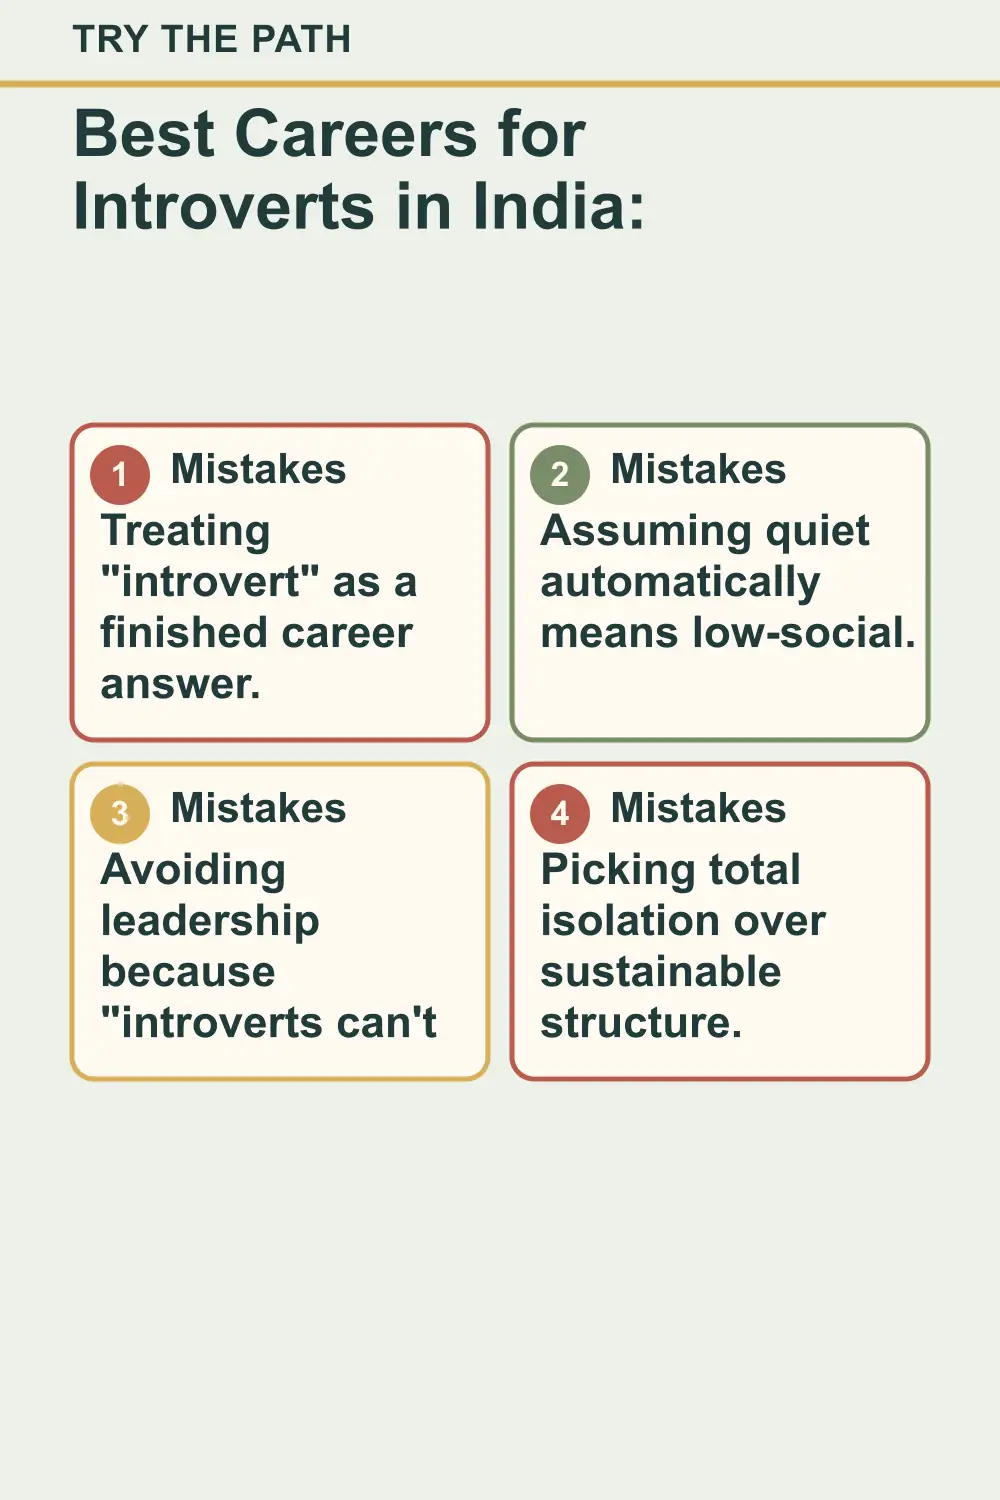 TRY THE PATH
Best Careers for
Introverts in India:
1 Mistakes
Treating
"introvert" as a
finished career
answer.
2 Mistakes
Assuming quiet
automatically
means low-social.
3 Mistakes
Avoiding
leadership
because
"introverts can't
4 Mistakes
Picking total
isolation over
sustainable
structure.